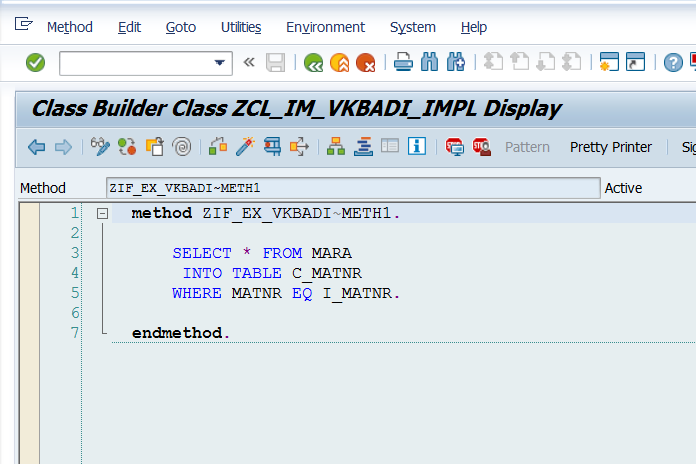 Method Edit Goto Utilities Environment System Help
Class Builder Class ZCL_IM_VKBADI_IMPL Display
Pattern Pretty Printer
Method ZIF_EX_VKBADI~METH1 Active
1 method ZIF_EX_VKBADI~METH1.
2
3 SELECT * FROM MARA
4 INTO TABLE C_MATNR
5 WHERE MATNR EQ I_MATNR.
6
7 endmethod.